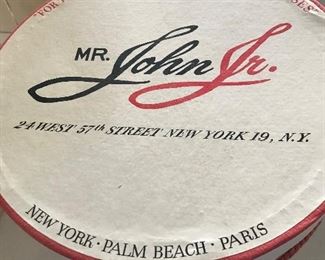 MR. John Jr.
24 WEST 57th STREET NEW YORK 19, N.Y.
NEW YORK · PALM BEACH · PARIS